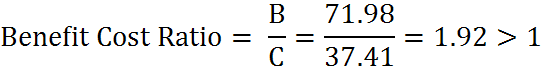 Benefit Cost Ratio = B/C = 71.98/37.41 = 1.92 > 1